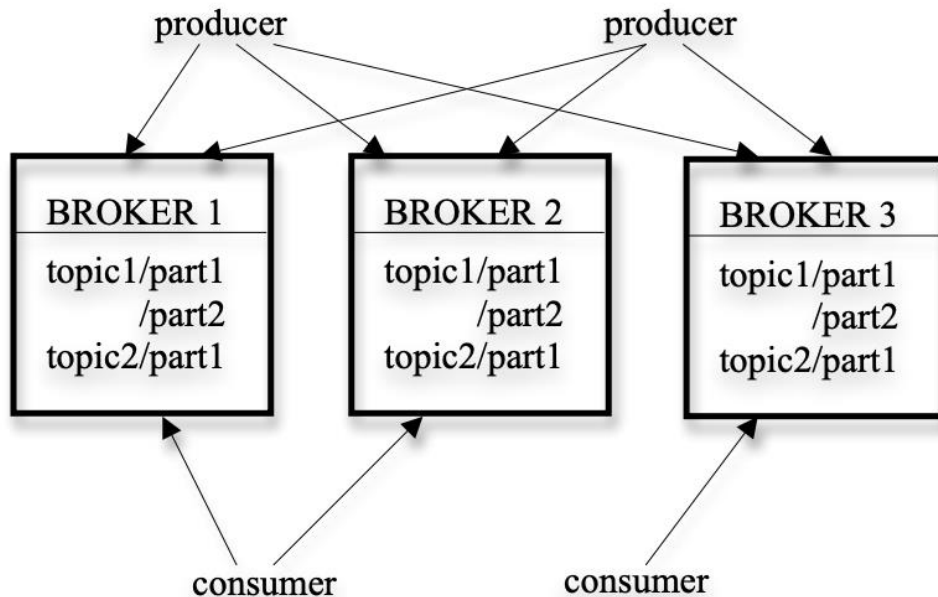 producer producer
BROKER 1
topic1/part1
/part2
topic2/part1
BROKER 2
topic1/part1
/part2
topic2/part1
BROKER 3
topic1/part1
/part2
topic2/part1
consumer consumer